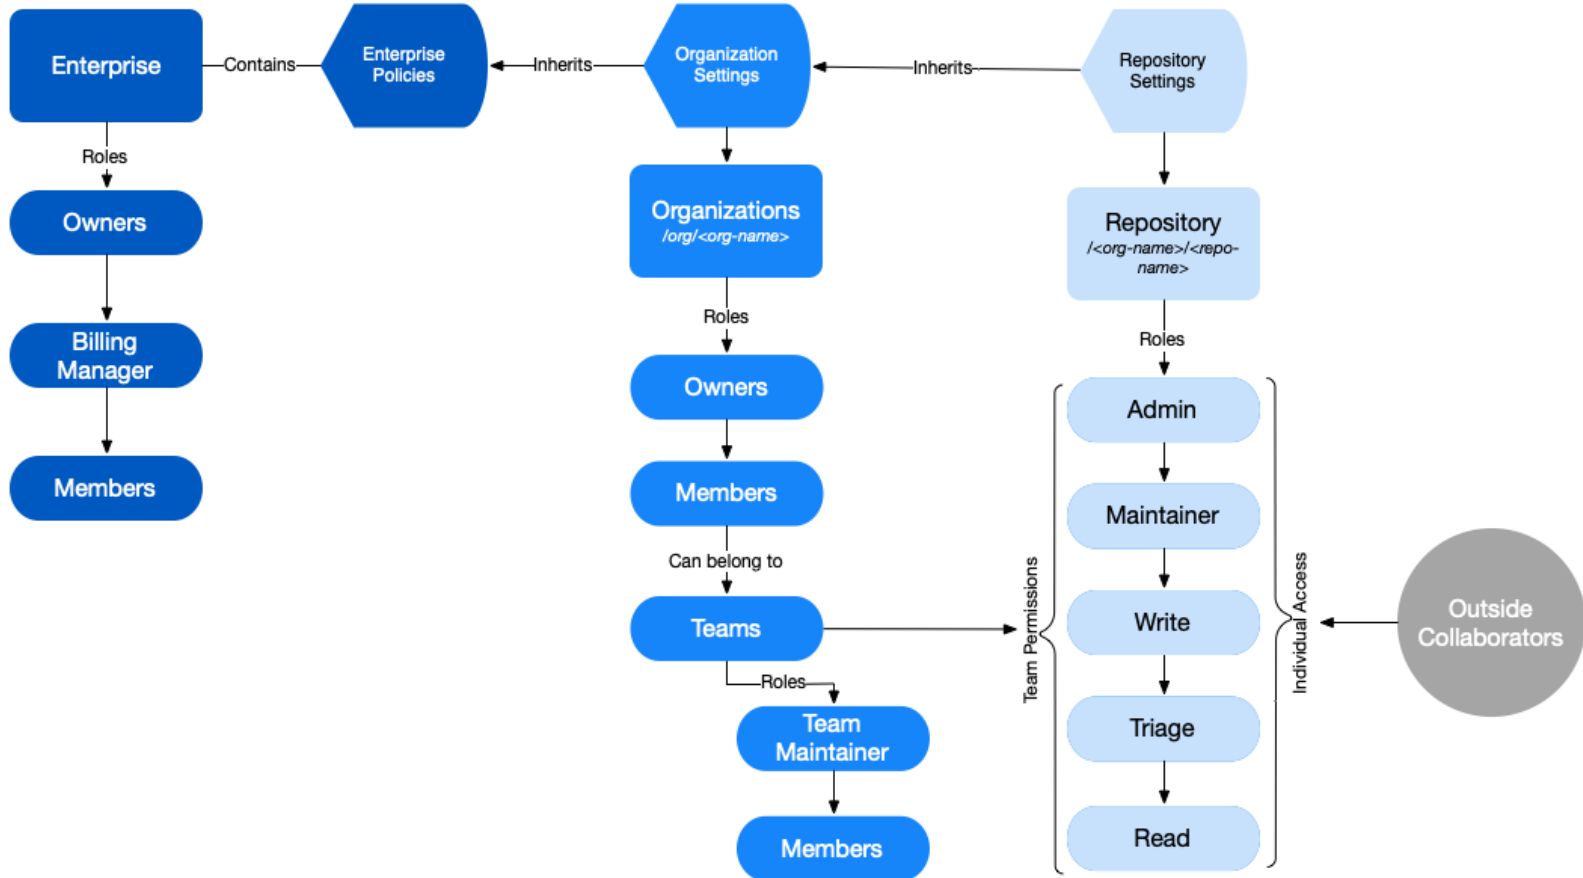 Enterprise
Contains
Enterprise
Policies
Inherits
Organization
Settings
Inherits
Repository
Settings
Roles
Owners
Billing
Manager
Members
Organizations
/org/<org-name>
Roles
Owners
Members
Can belong to
Teams
Roles
Team
Maintainer
Members
Repository
/<org-name>/<repo-
name>
Roles
Team Permissions
Admin
Maintainer
Write
Triage
Read
Individual Access
Outside
Collaborators